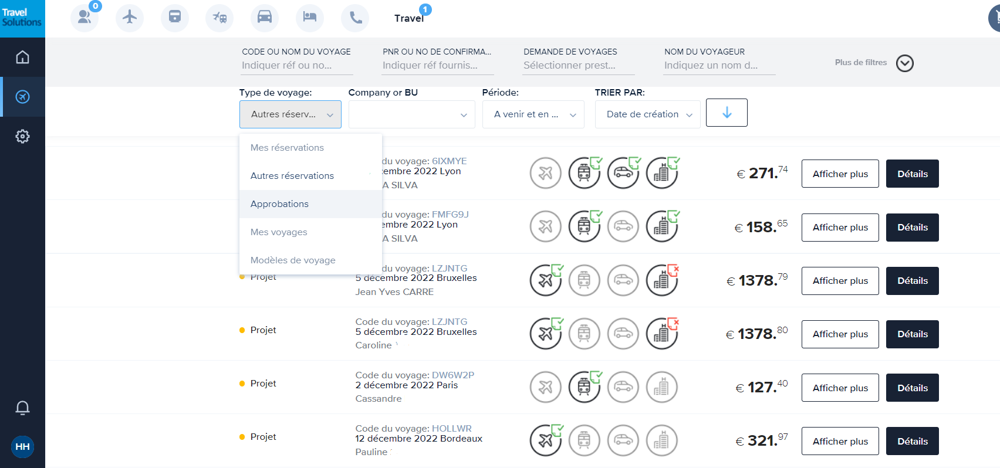 Travel
Solutions
0
Travel
1
CODE OU NOM DU VOYAGE
Indiquer réf ou no...
PNR OU NO DE CONFIRMA...
Indiquer réf fournis...
DEMANDE DE VOYAGES
Sélectionner prest...
NOM DU VOYAGEUR
Indiquez un nom d...
Plus de filtres
Type de voyage:
Autres réserv...
Company or BU
Période:
A venir et en ...
TRIER PAR:
Date de création
Mes réservations
Autres réservations
Approbations
Mes voyages
Modèles de voyage
du voyage: 6IXMYE
cembre 2022 Lyon
A SILVA
€ 271.74
Afficher plus
Détails
du voyage: FMFG9J
embre 2022 Lyon
A SILVA
€ 158.65
Afficher plus
Détails
Projet
du voyage: LZJNTG
5 décembre 2022 Bruxelles
Jean Yves CARRE
H
€ 1378.79
Afficher plus
Détails
Projet
Code du voyage: LZJNTG
5 décembre 2022 Bruxelles
Caroline
H
€ 1378.80
Afficher plus
Détails
Projet
Code du voyage: DW6W2P
2 décembre 2022 Paris
Cassandre
H
€ 127.40
Afficher plus
Détails
Projet
Code du voyage: HOLLWR
12 décembre 2022 Bordeaux
Pauline
H
€ 321.97
Afficher plus
Détails
HH